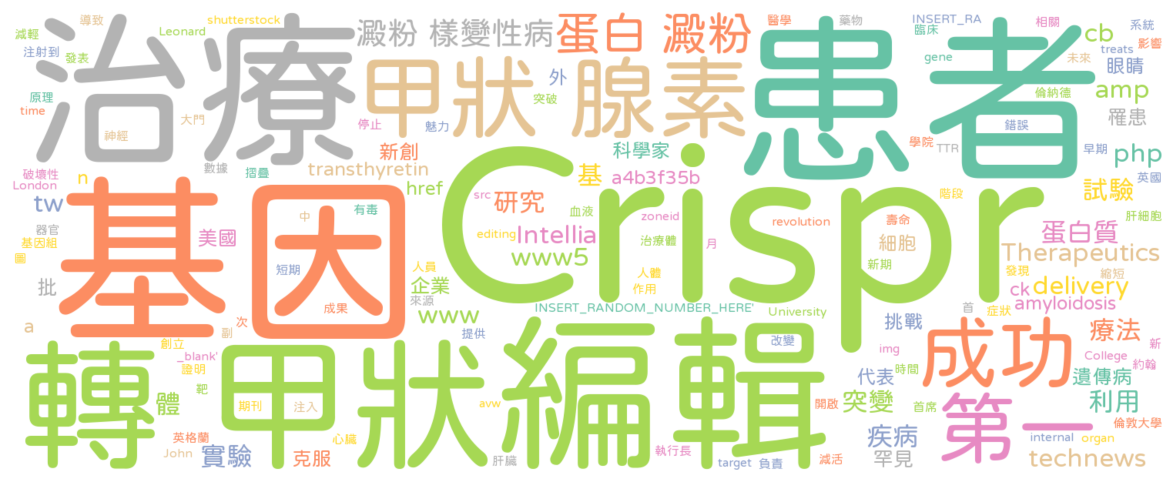 治療
患者
基因
Crispr
轉
甲狀
編輯
成功
第一
甲狀 腺素
澱粉 樣變性病
蛋白 澱粉
減輕
shutterstock
Leonard
導致
注射到
發表
原理
time
神經
大門
停止
魅力
突破
外
醫學
藥物
INSERT_RA
臨床
相關
系統
cb
gene
treats
影響
眼睛
未來
amp
倫納德
罹患
錯誤
學院
TTR
早期
php
英國
階段
試驗
肝細胞
破壞性
London
數據
摺疊
新創
transthyretin
科學家
基
a4b3f35b
n
tw
href
src
研究
血液
zoneid
revolution
壽命
蛋白質
器官
中
有毒
美國
editing
Intellia
治療體
月
細胞
Therapeutics
基因組
圖
www5
新期
發現
縮短
批
短期
人員
企業
人體
作用
ck
delivery
來源
成果
www
INSERT_RANDOM_NUMBER_HERE'
University
首
症狀
amyloidosis
a
次
劃
提供
挑戰
療法
創立
_blank'
證明
改變
img
College
新
約翰
靶
體
代表
時間
遺傳病
期刊
注入
avw
開啟
突變
首席
利用
英格蘭
John
心臟
倫敦大學
實驗
克服
肝臟
執行長
target
負責
減活
疾病
罕見
internal
organ
technews